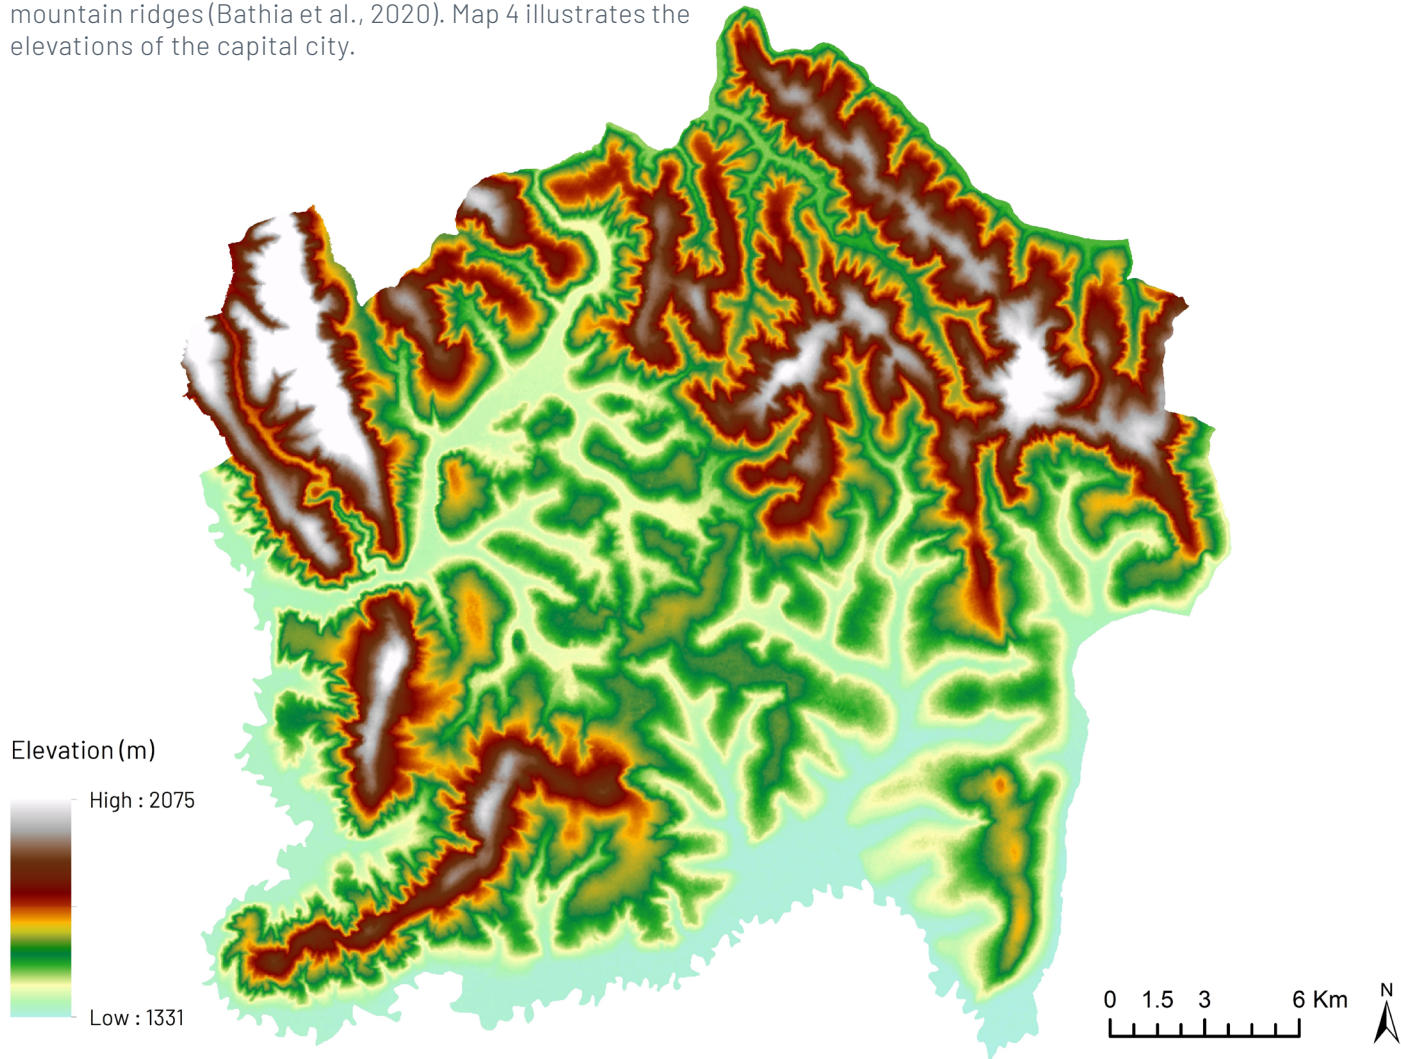 mountain ridges (Bathia et al., 2020). Map 4 illustrates the
elevations of the capital city.
Elevation (m)
High : 2075
Low : 1331
0 1.5 3 6 Km
N